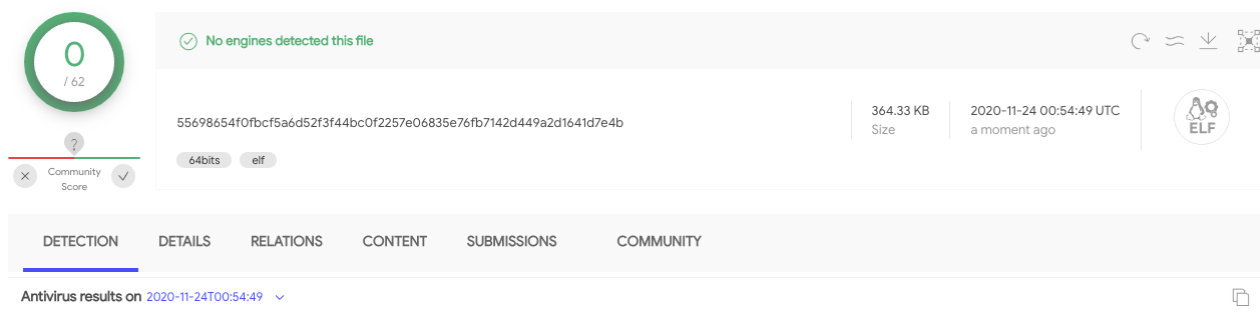 0
/ 62
No engines detected this file
?
Community
Score
55698654f0fbcf5a6d52f3f44bc0f2257e06835e76fb7142d449a2d1641d7e4b
64bits elf
364.33 KB
Size
2020-11-24 00:54:49 UTC
a moment ago
ELF
DETECTION DETAILS RELATIONS CONTENT SUBMISSIONS COMMUNITY
Antivirus results on 2020-11-24T00:54:49